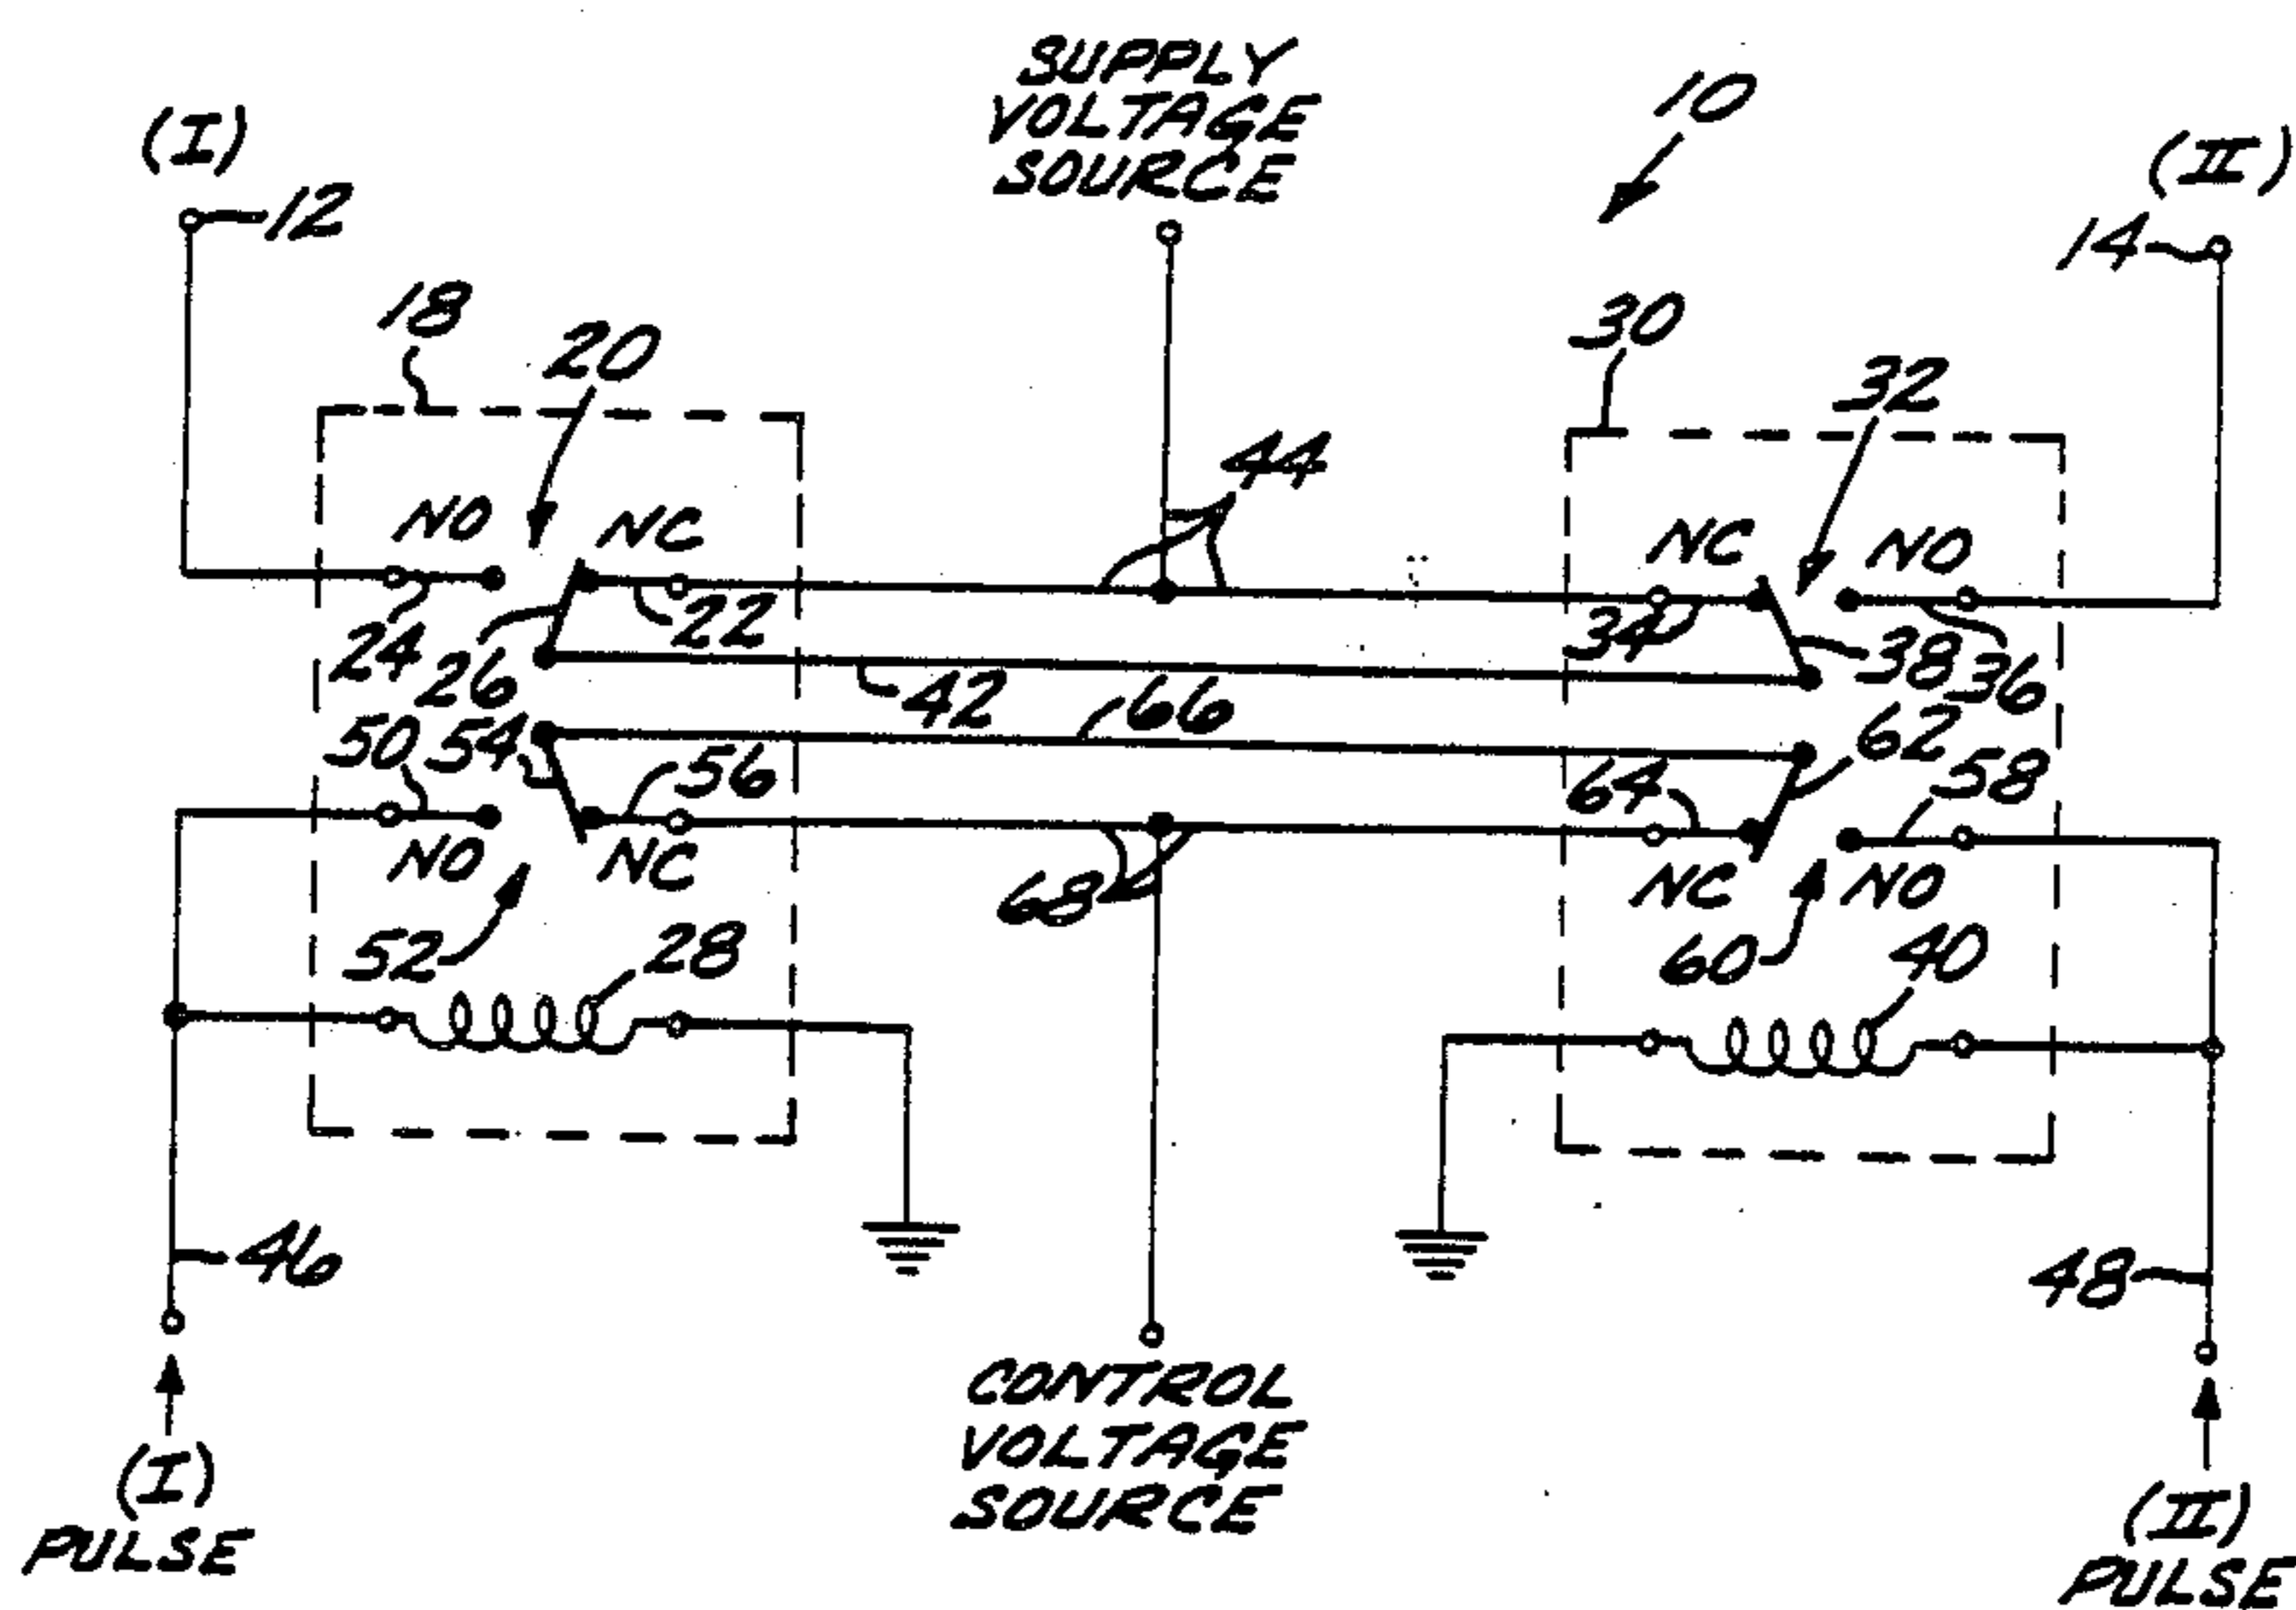 SUPPLY
VOLTAGE
SOURCE
10
(I)
(II)
12
14
18
20
30
32
44
NO
NC
NC
NO
24
26
22
34
38
36
42
66
50
54
56
62
64
58
NO
NC
68
NC
NO
52
28
60
40
46
48
CONTROL
VOLTAGE
SOURCE
(I)
PULSE
(II)
PULSE